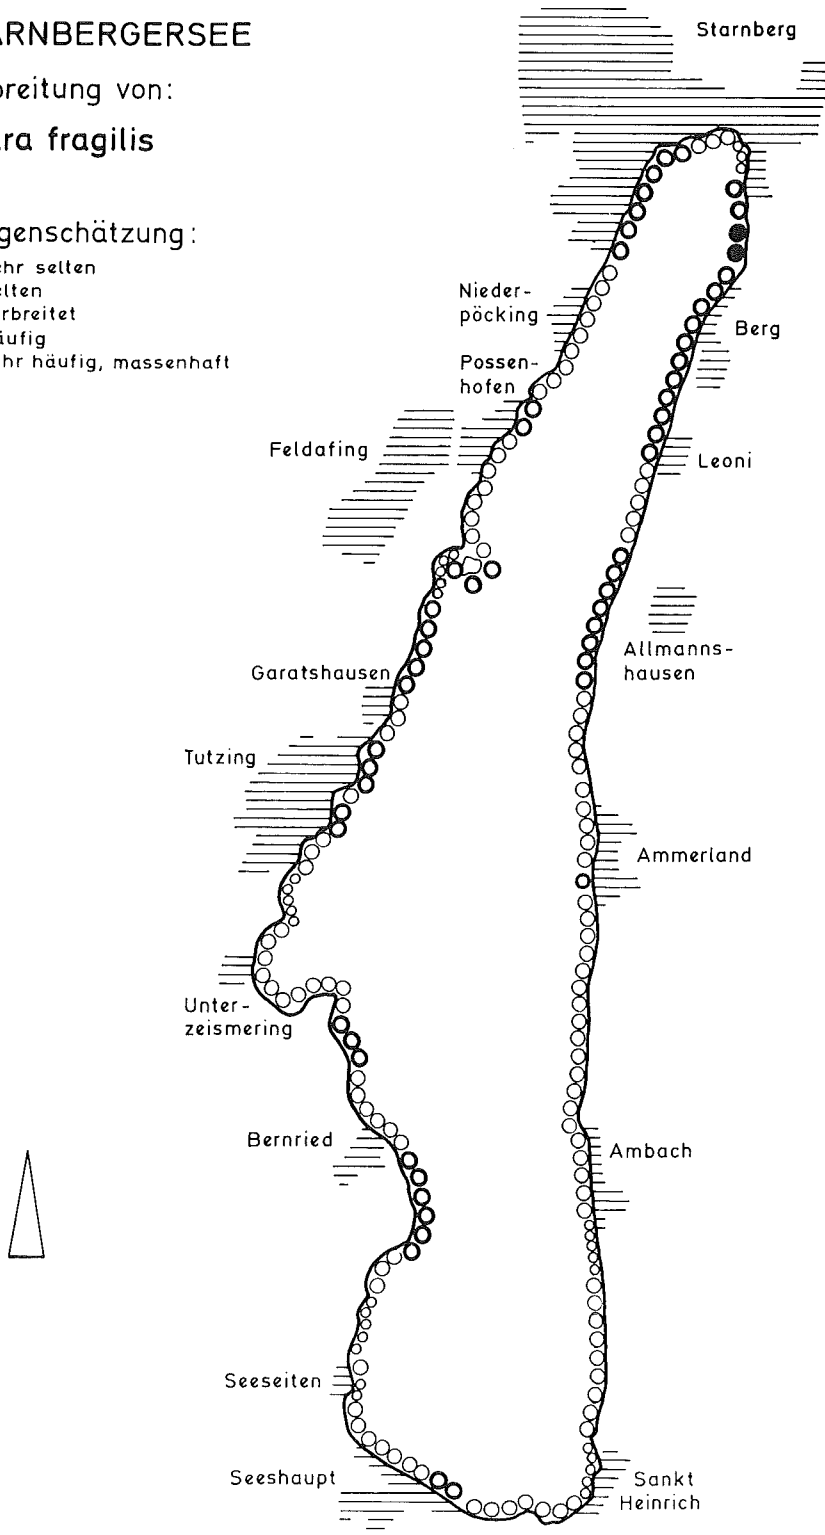 ARNBERGERSEE
breitung von:
ra fragilis
genschätzung:
ehr selten
elten
rbreitet
äufig
hr häufig, massenhaft
Starnberg
Nieder-
pöcking
Berg
Possen-
hofen
Feldafing
Leoni
Allmanns-
hausen
Garatshausen
Tutzing
Ammerland
Unter-
zeismering
Bernried
Ambach
Seeseiten
Seeshaupt
Sankt
Heinrich